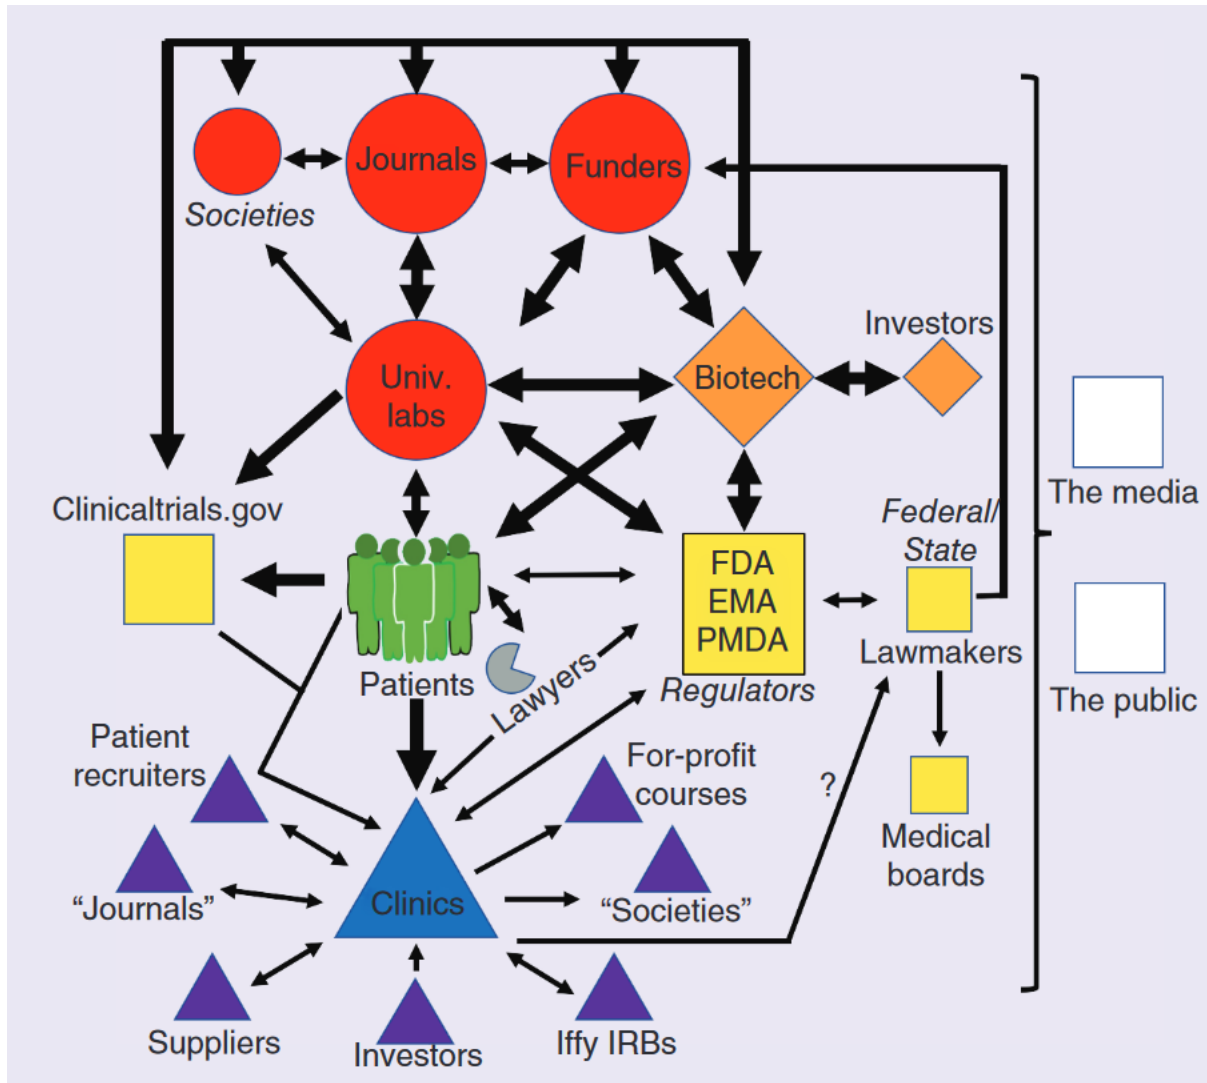 Journals
Funders
Societies
Investors
Univ.
labs
Biotech
The media
Clinicaltrials.gov
Federal/
State
FDA
EMA
PMDA
Lawmakers
Patients
Lawyers
Regulators
The public
Patient
recruiters
For-profit
courses
?
Medical
boards
"Journals"
Clinics
"Societies"
Suppliers
Investors
Iffy IRBs